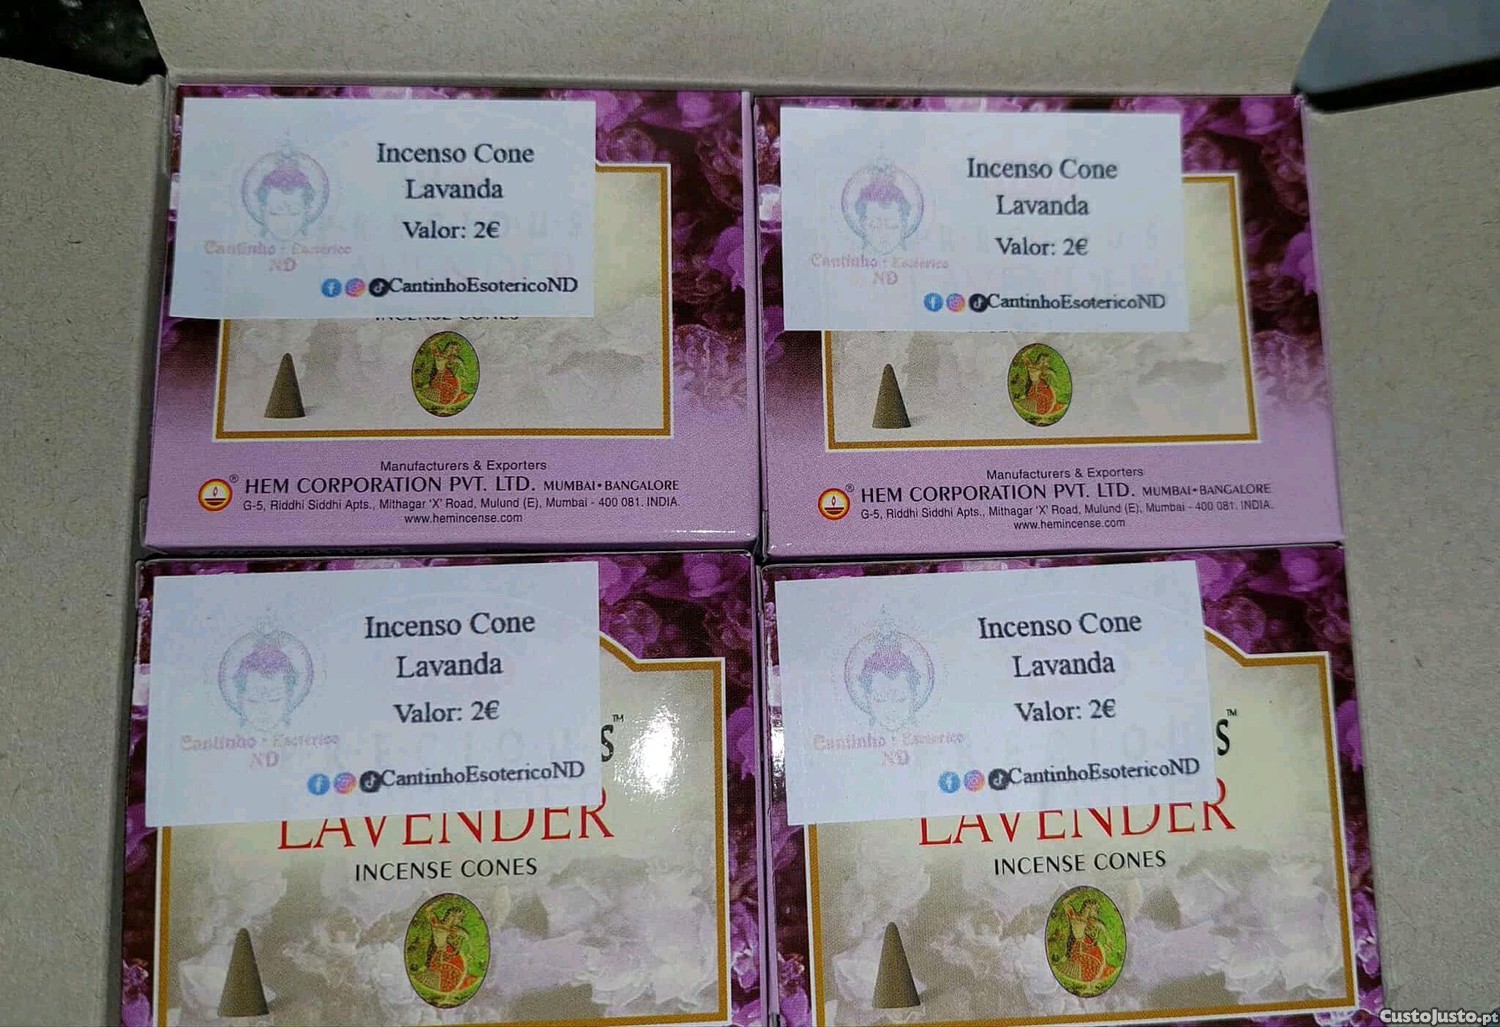 Incenso Cone
Lavanda
Valor: 2€
Cantinho • Esotérico
ND
CantinhoEsotericoND
INCENSE CONES
Manufacturers & Exporters
HEM CORPORATION PVT. LTD. MUMBAI • BANGALORE
G-5, Riddhi Siddhi Apts., Mithagar 'X' Road, Mulund (E), Mumbai - 400 081. INDIA.
www.hemincense.com
Incenso Cone
Lavanda
Valor: 2€
Cantinho • Esotérico
ND
CantinhoEsotericoND
Manufacturers & Exporters
HEM CORPORATION PVT. LTD. MUMBAI • BANGALORE
G-5, Riddhi Siddhi Apts., Mithagar 'X' Road, Mulund (E), Mumbai - 400 081. INDIA.
www.hemincense.com
Incenso Cone
Lavanda
Valor: 2€
Cantinho • Esotérico
ND
CantinhoEsotericoND
LAVENDER
INCENSE CONES
Incenso Cone
Lavanda
Valor: 2€
Cantinho • Esotérico
ND
CantinhoEsotericoND
LAVENDER
INCENSE CONES
CustoJusto.pt